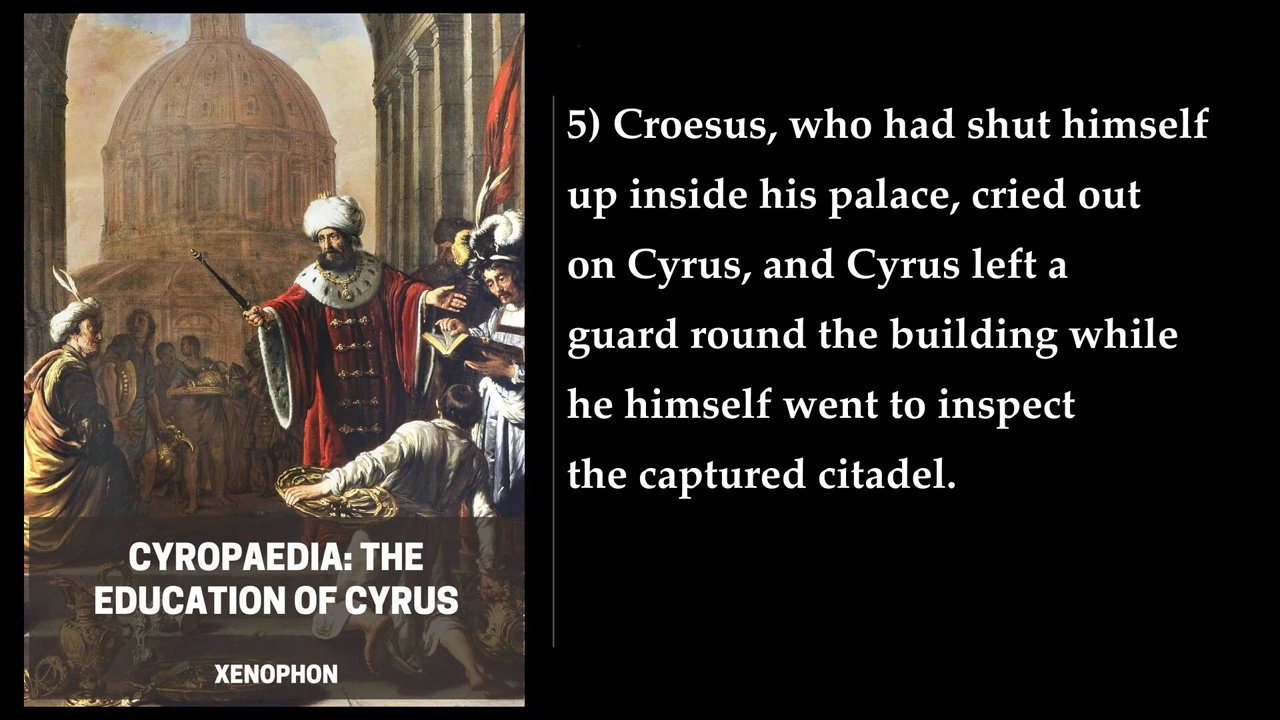 5) Croesus, who had shut himself
up inside his palace, cried out
on Cyrus, and Cyrus left a
guard round the building while
he himself went to inspect
the captured citadel.
CYROPAEDIA: THE
EDUCATION OF CYRUS
XENOPHON